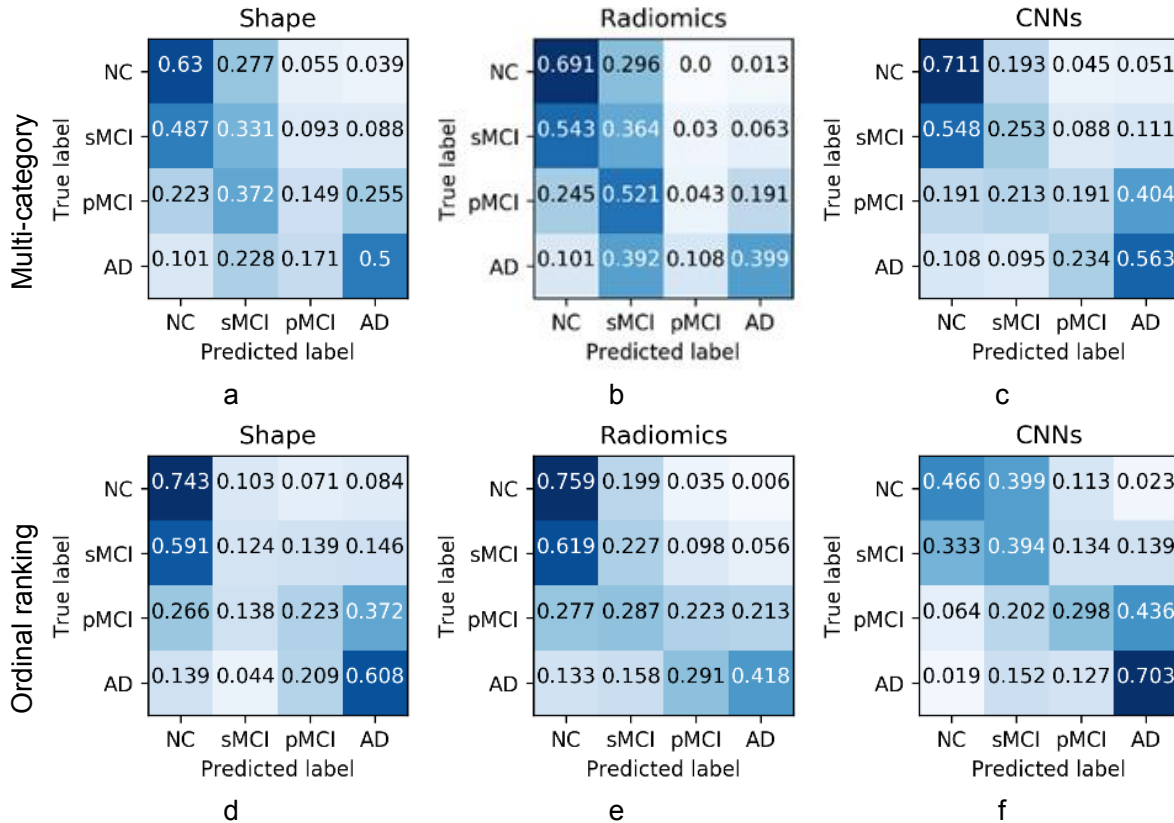 Shape
Radiomics
CNNs
Multi-category
True label
NC
0.63 0.277 0.055 0.039
sMCI
0.487 0.331 0.093 0.088
pMCI
0.223 0.372 0.149 0.255
AD
0.101 0.228 0.171 0.5
NC sMCI pMCI AD
Predicted label
a
True label
NC
0.691 0.296 0.0 0.013
sMCI
0.543 0.364 0.03 0.063
pMCI
0.245 0.521 0.043 0.191
AD
0.101 0.392 0.108 0.399
NC sMCI pMCI AD
Predicted label
b
True label
NC
0.711 0.193 0.045 0.051
sMCI
0.548 0.253 0.088 0.111
pMCI
0.191 0.213 0.191 0.404
AD
0.108 0.095 0.234 0.563
NC sMCI pMCI AD
Predicted label
c
Shape
Radiomics
CNNs
Ordinal ranking
True label
NC
0.743 0.103 0.071 0.084
sMCI
0.591 0.124 0.139 0.146
pMCI
0.266 0.138 0.223 0.372
AD
0.139 0.044 0.209 0.608
NC sMCI pMCI AD
Predicted label
d
True label
NC
0.759 0.199 0.035 0.006
sMCI
0.619 0.227 0.098 0.056
pMCI
0.277 0.287 0.223 0.213
AD
0.133 0.158 0.291 0.418
NC sMCI pMCI AD
Predicted label
e
True label
NC
0.466 0.399 0.113 0.023
sMCI
0.333 0.394 0.134 0.139
pMCI
0.064 0.202 0.298 0.436
AD
0.019 0.152 0.127 0.703
NC sMCI pMCI AD
Predicted label
f